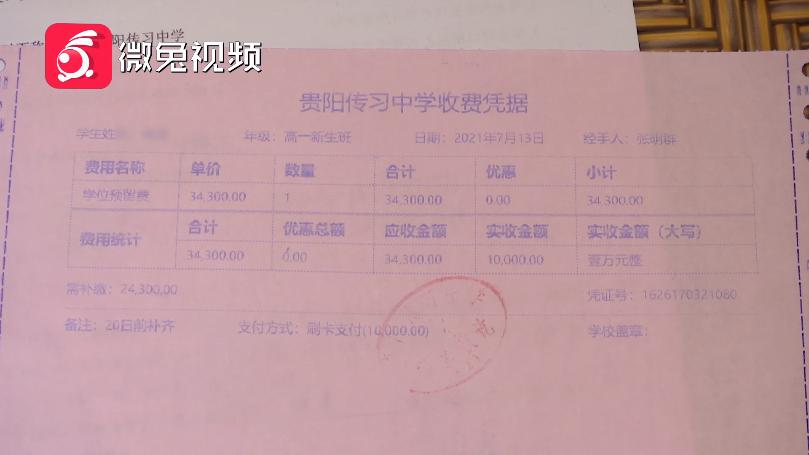 阳传习中学
微兔视频
贵阳传习中学收费凭据
学生姓 年级：高一新生班 日期：2021年7月13日 经手人：张明群
费用名称 单价 数量 合计 优惠 小计
学位预留费 34,300.00 1 34,300.00 0.00 34,300.00
费用统计 合计 优惠总额 应收金额 实收金额 实收金额（大写）
34,300.00 0.00 34,300.00 10,000.00 壹万元整
需补缴：24,300.00 凭证号：1626170321080
备注：20日前补齐 支付方式：刷卡支付(10,000.00) 学校盖章：